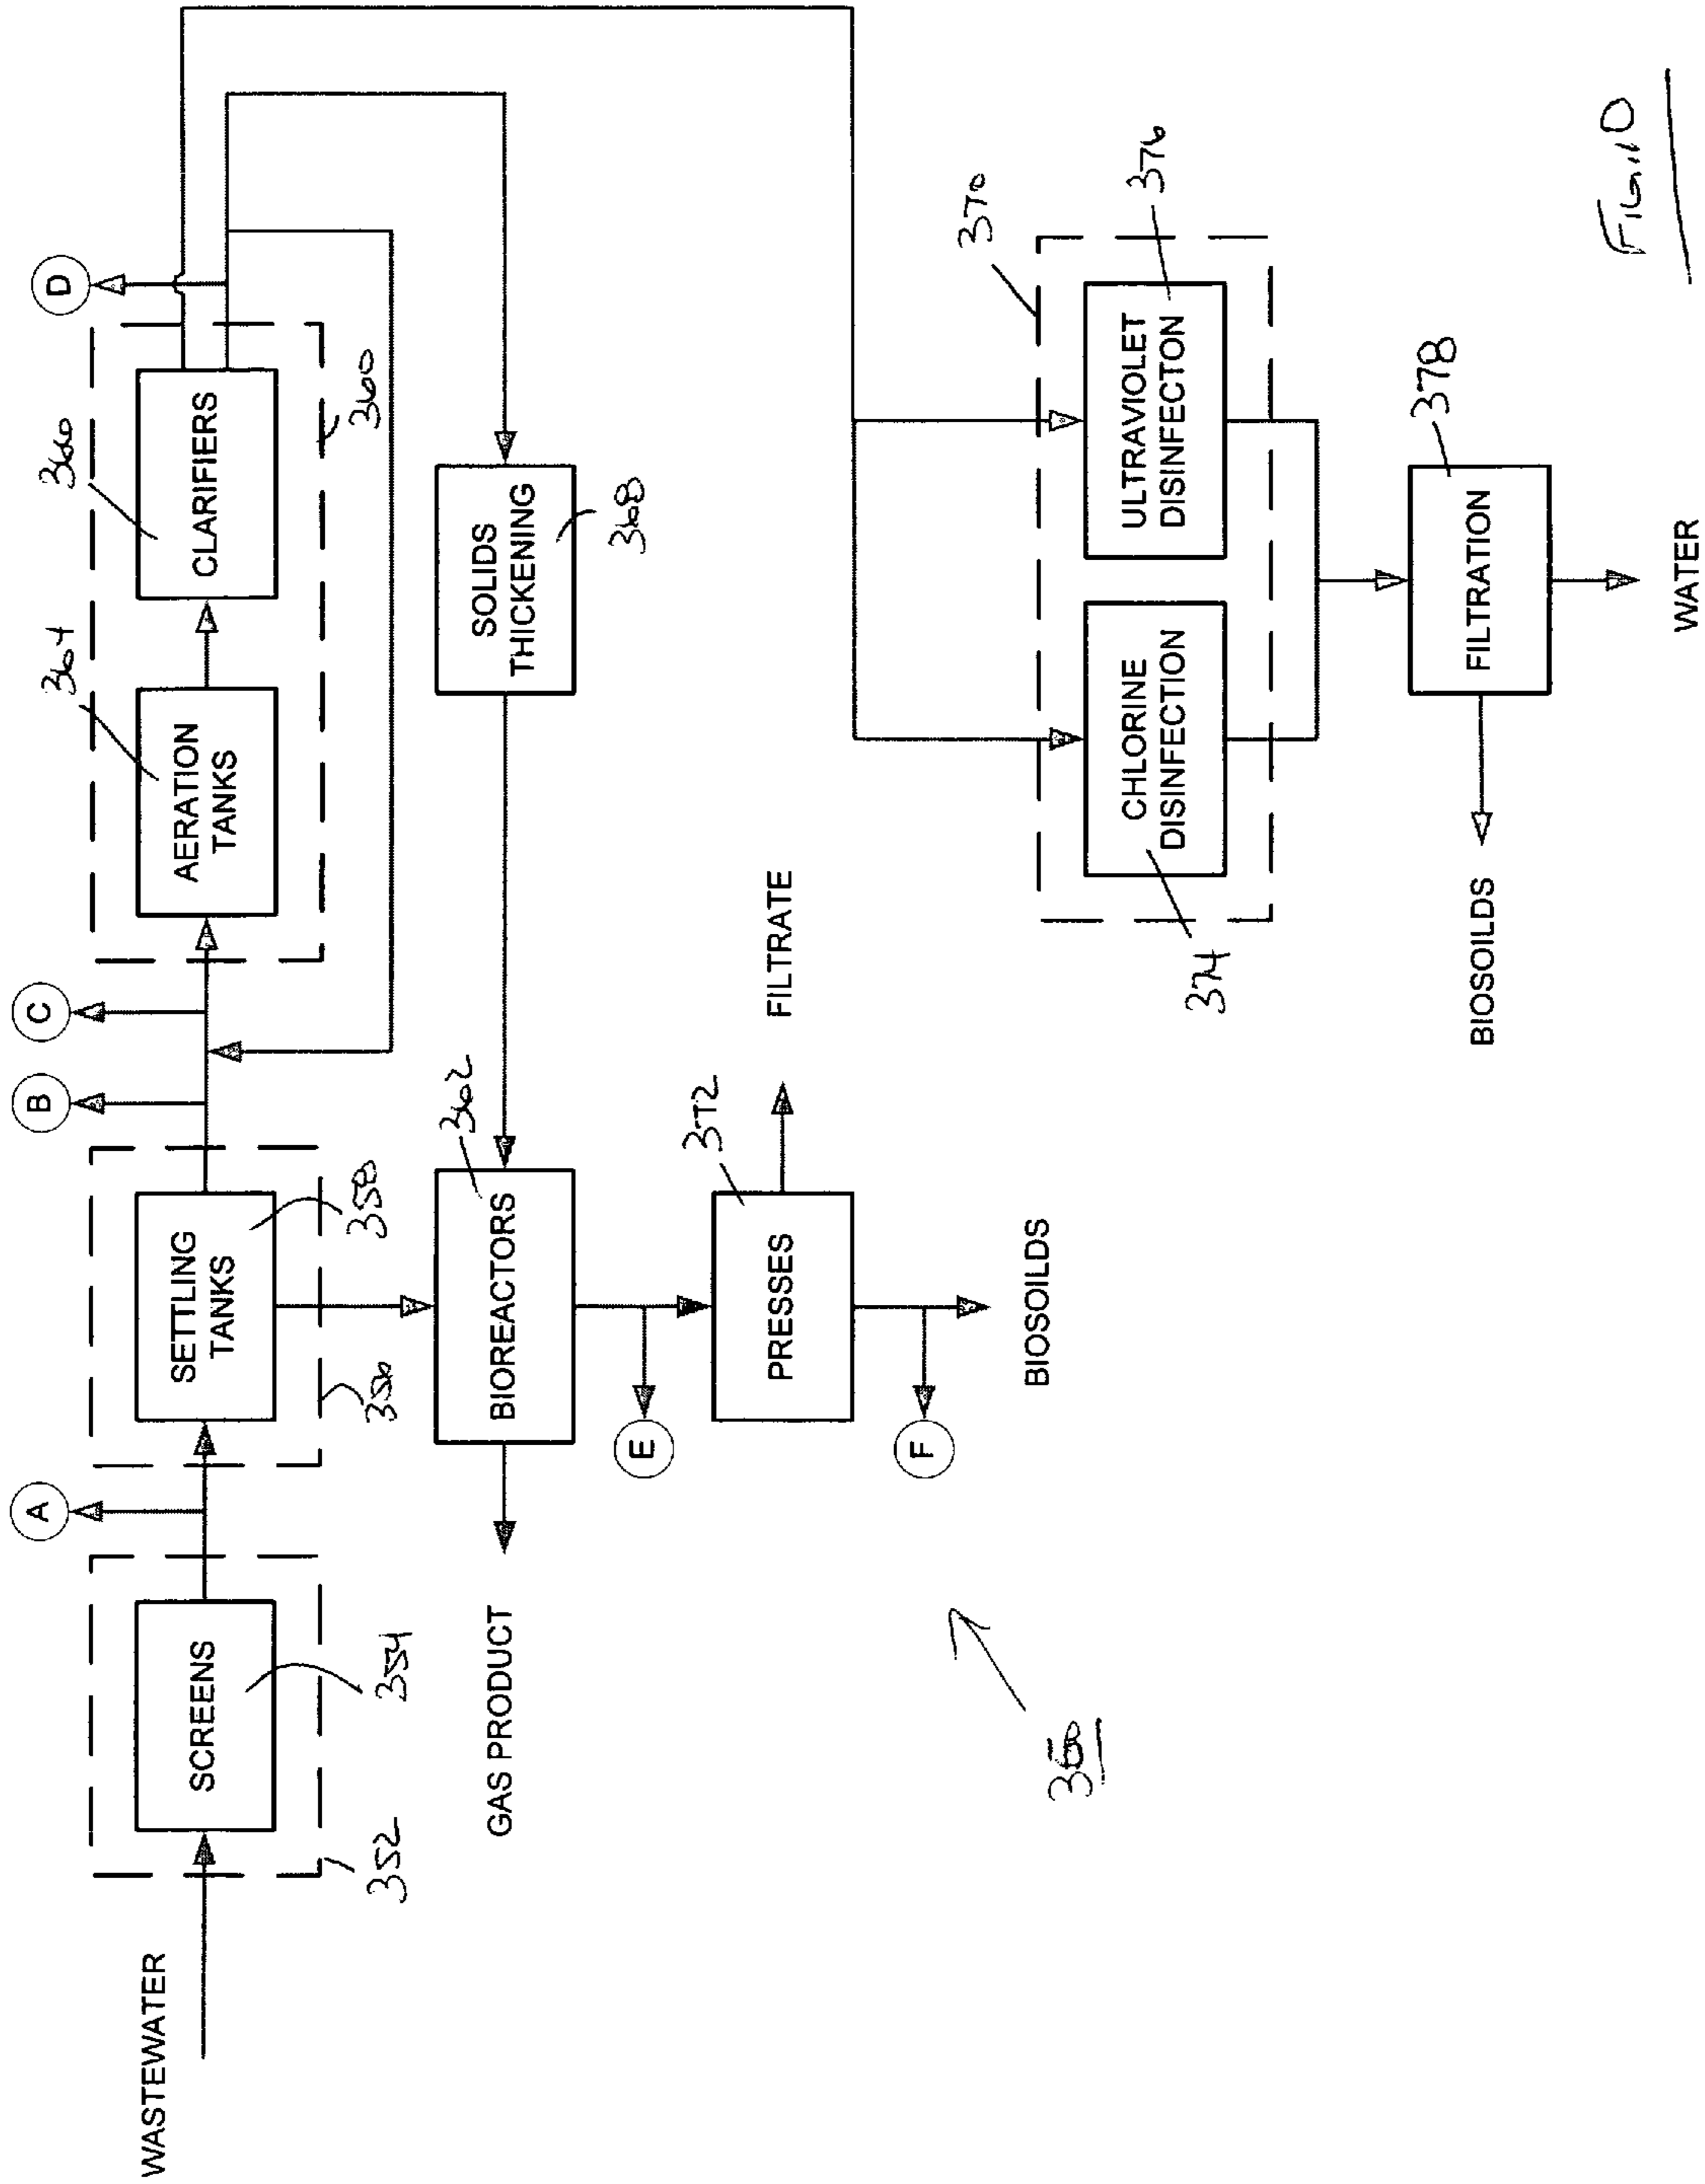 WASTEWATER
352
SCREENS
354
A
356
SETTLING
TANKS
358
B
C
364
AERATION
TANKS
366
CLARIFIERS
360
D
GAS PRODUCT
362
BIOREACTORS
SOLIDS
THICKENING
368
E
372
PRESSES
FILTRATE
F
BIOSOILDS
370
374
CHLORINE
DISINFECTION
ULTRAVIOLET
DISINFECTON
376
378
FILTRATION
BIOSOILDS
WATER
FIG. 10